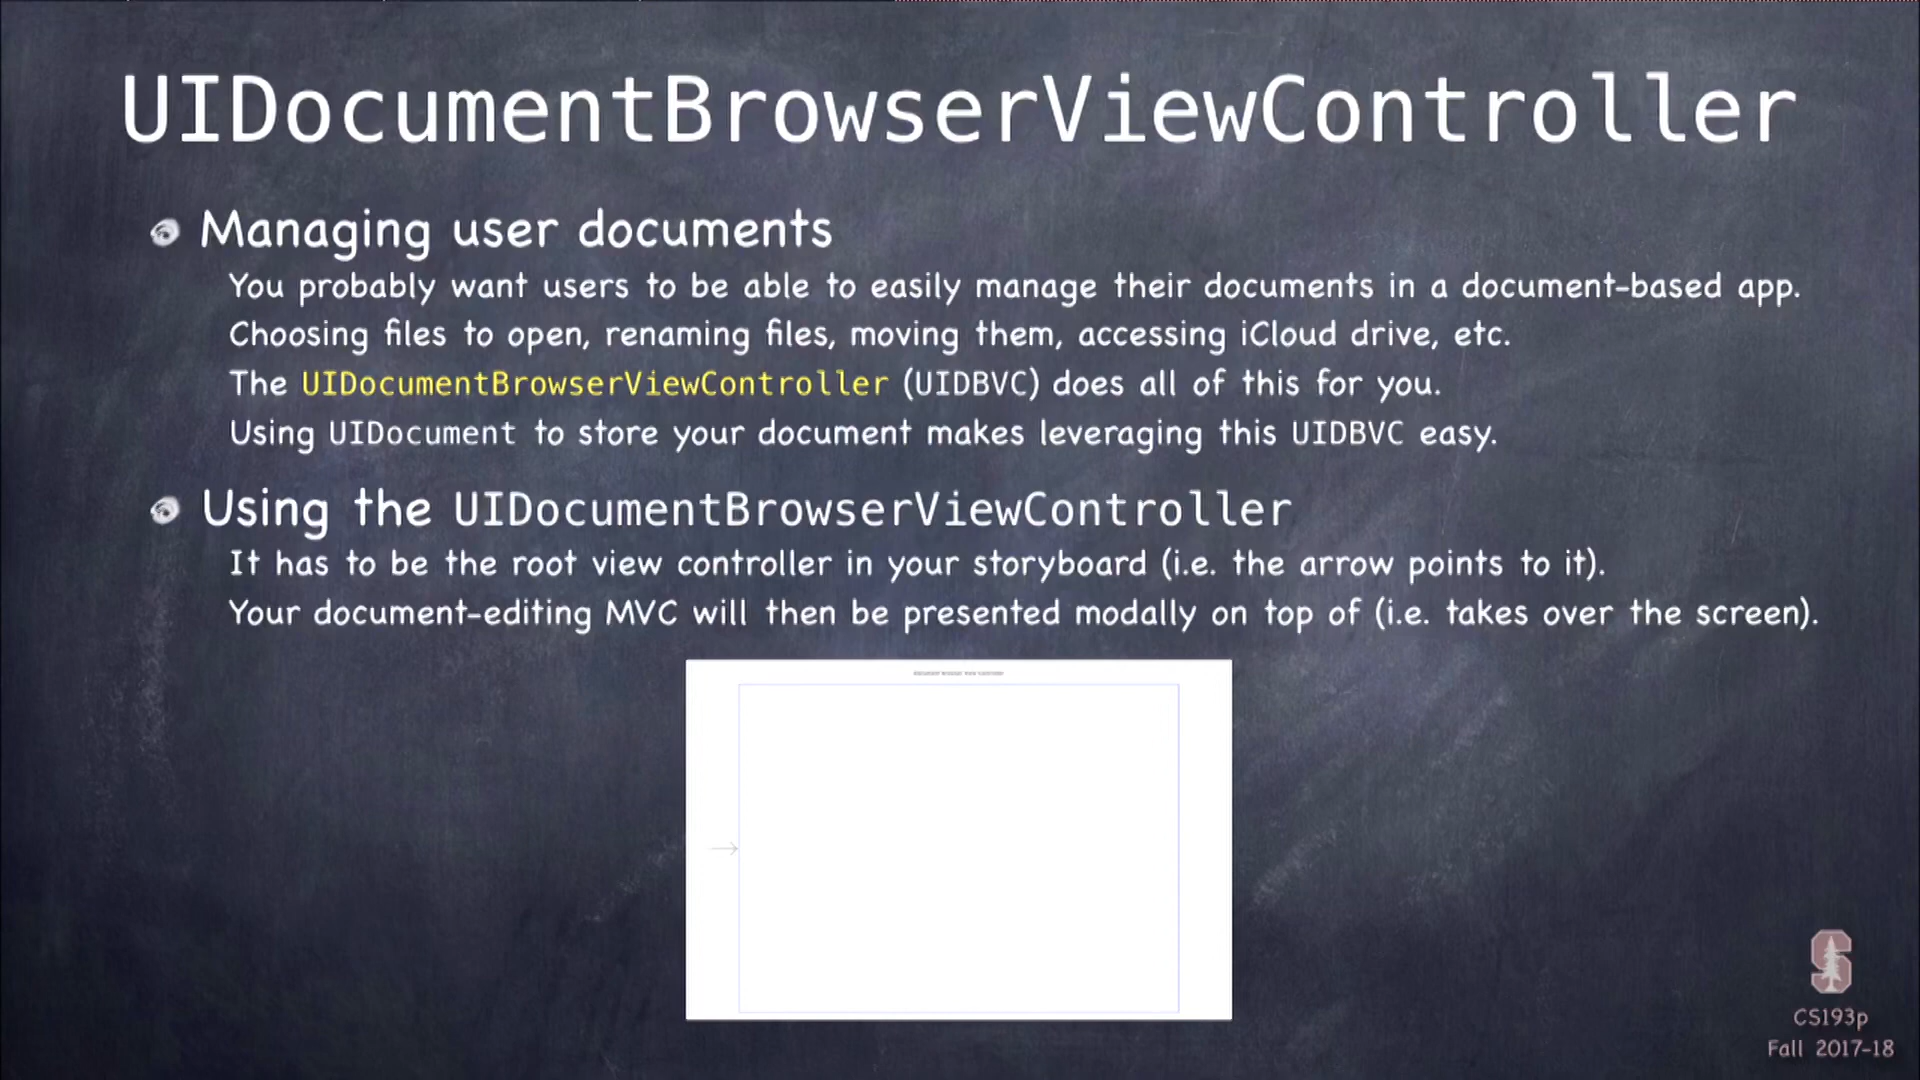 UIDocumentBrowserViewController
Managing user documents
You probably want users to be able to easily manage their documents in a document-based app.
Choosing files to open, renaming files, moving them, accessing iCloud drive, etc.
The UIDocumentBrowserViewController (UIDBVC) does all of this for you.
Using UIDocument to store your document makes leveraging this UIDBVC easy.
Using the UIDocumentBrowserViewController
It has to be the root view controller in your storyboard (i.e. the arrow points to it).
Your document-editing MVC will then be presented modally on top of (i.e. takes over the screen).
Document Browser View Controller
S
CS193p
Fall 2017-18